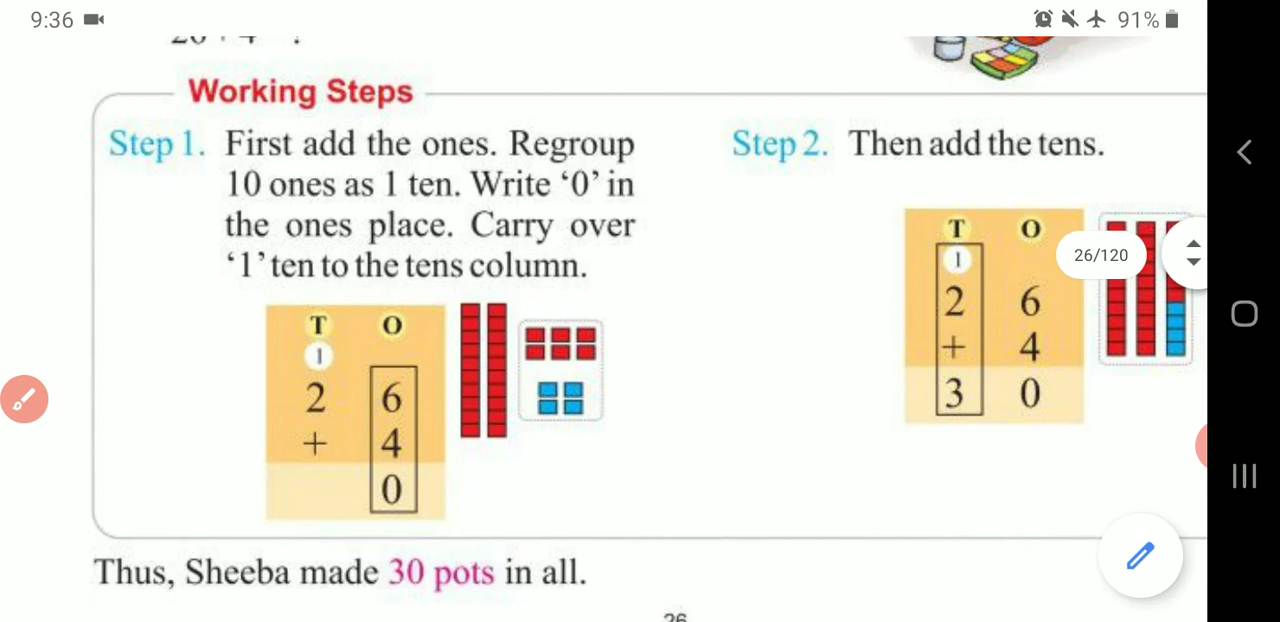 9:36
91%
Working Steps
Step 1. First add the ones. Regroup
10 ones as 1 ten. Write ‘0’ in
the ones place. Carry over
‘1’ ten to the tens column.
T O
1
2 6
+ 4
0
Step 2. Then add the tens.
T O
1
2 6
+ 4
3 0
26/120
Thus, Sheeba made 30 pots in all.
26